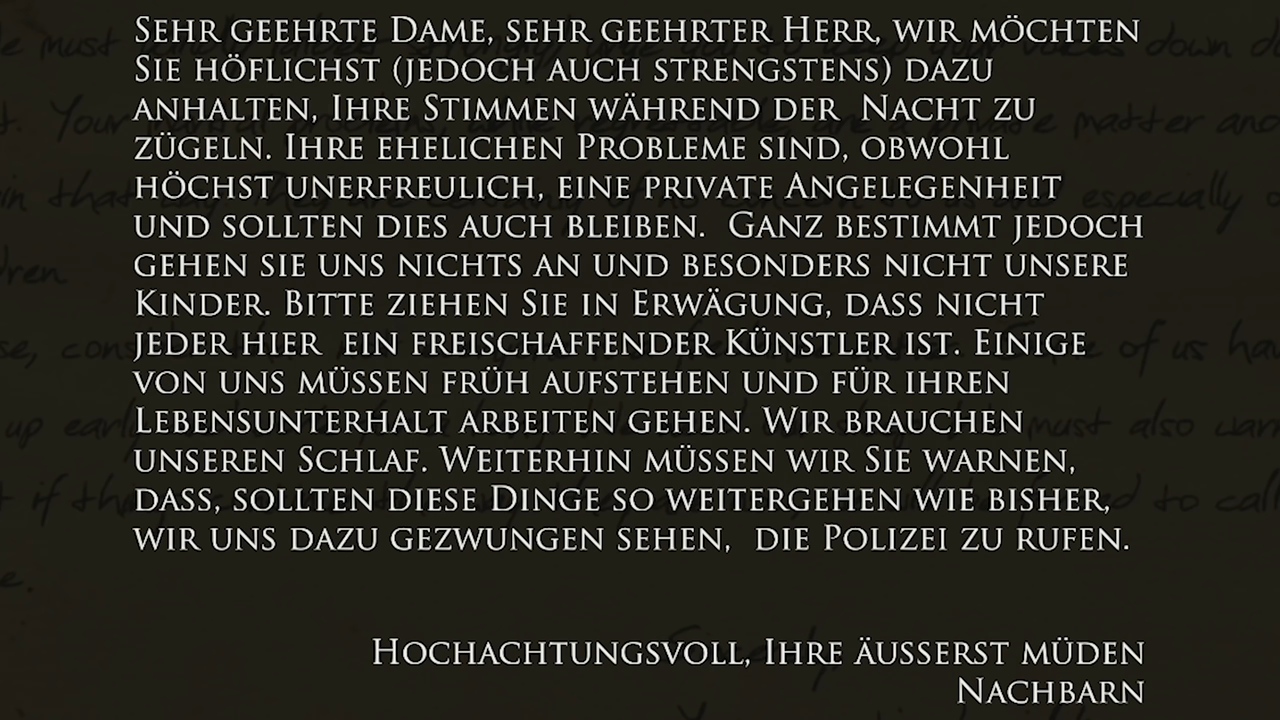 Sehr geehrte Dame, sehr geehrter Herr, wir möchten
Sie höflichst (jedoch auch strengstens) dazu
anhalten, Ihre Stimmen während der Nacht zu
zügeln. Ihre ehelichen Probleme sind, obwohl
höchst unerfreulich, eine private Angelegenheit
und sollten dies auch bleiben. Ganz bestimmt jedoch
gehen sie uns nichts an und besonders nicht unsere
Kinder. Bitte ziehen Sie in Erwägung, dass nicht
jeder hier ein freischaffender Künstler ist. Einige
von uns müssen früh aufstehen und für ihren
Lebensunterhalt arbeiten gehen. Wir brauchen
unseren Schlaf. Weiterhin müssen wir Sie warnen,
dass, sollten diese Dinge so weitergehen wie bisher,
wir uns dazu gezwungen sehen, die Polizei zu rufen.
Hochachtungsvoll, Ihre äusserst müden
Nachbarn